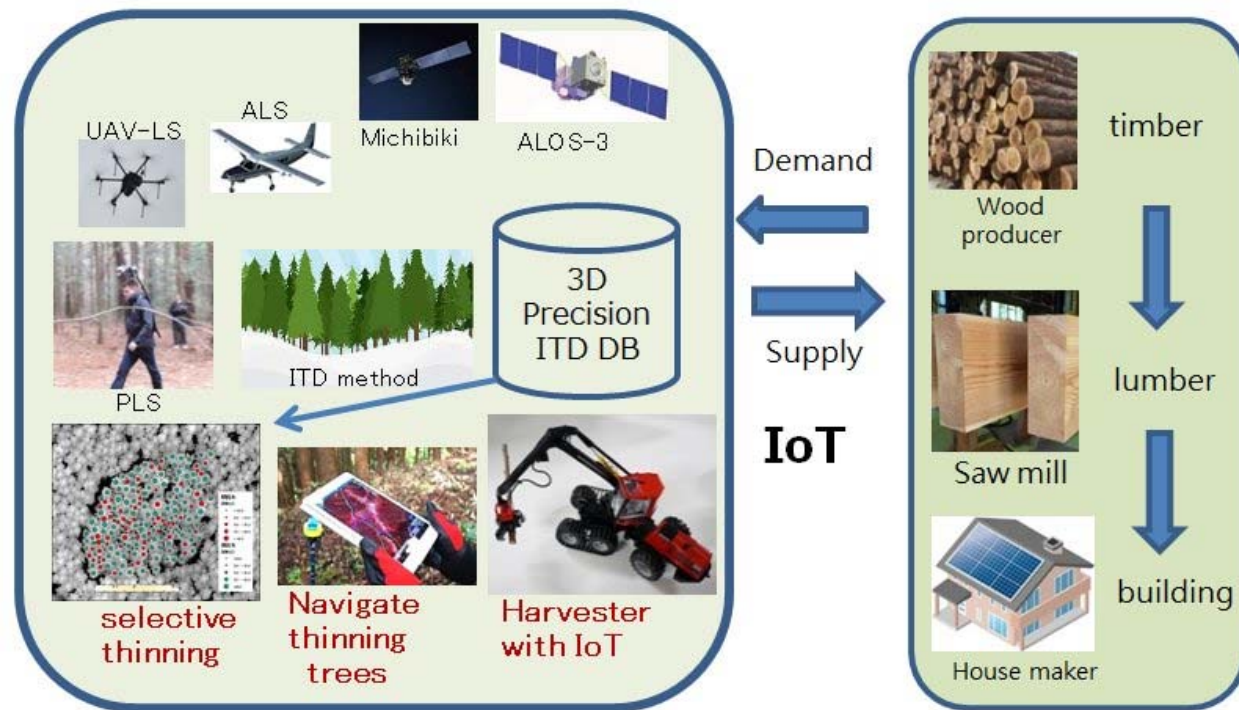 UAV-LS
ALS
Michibiki
ALOS-3
PLS
ITD method
3D
Precision
ITD DB
selective
thinning
Navigate
thinning
trees
Harvester
with IoT
Demand
Supply
IoT
Wood
producer
timber
Saw mill
lumber
House maker
building